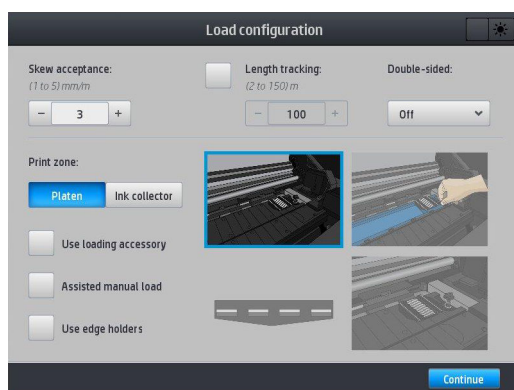 Load configuration
Skew acceptance:
(1 to 5) mm/m
− 3 +
Length tracking:
(2 to 150) m
− 100 +
Double-sided:
Off
Print zone:
Platen Ink collector
Use loading accessory
Assisted manual load
Use edge holders
Continue